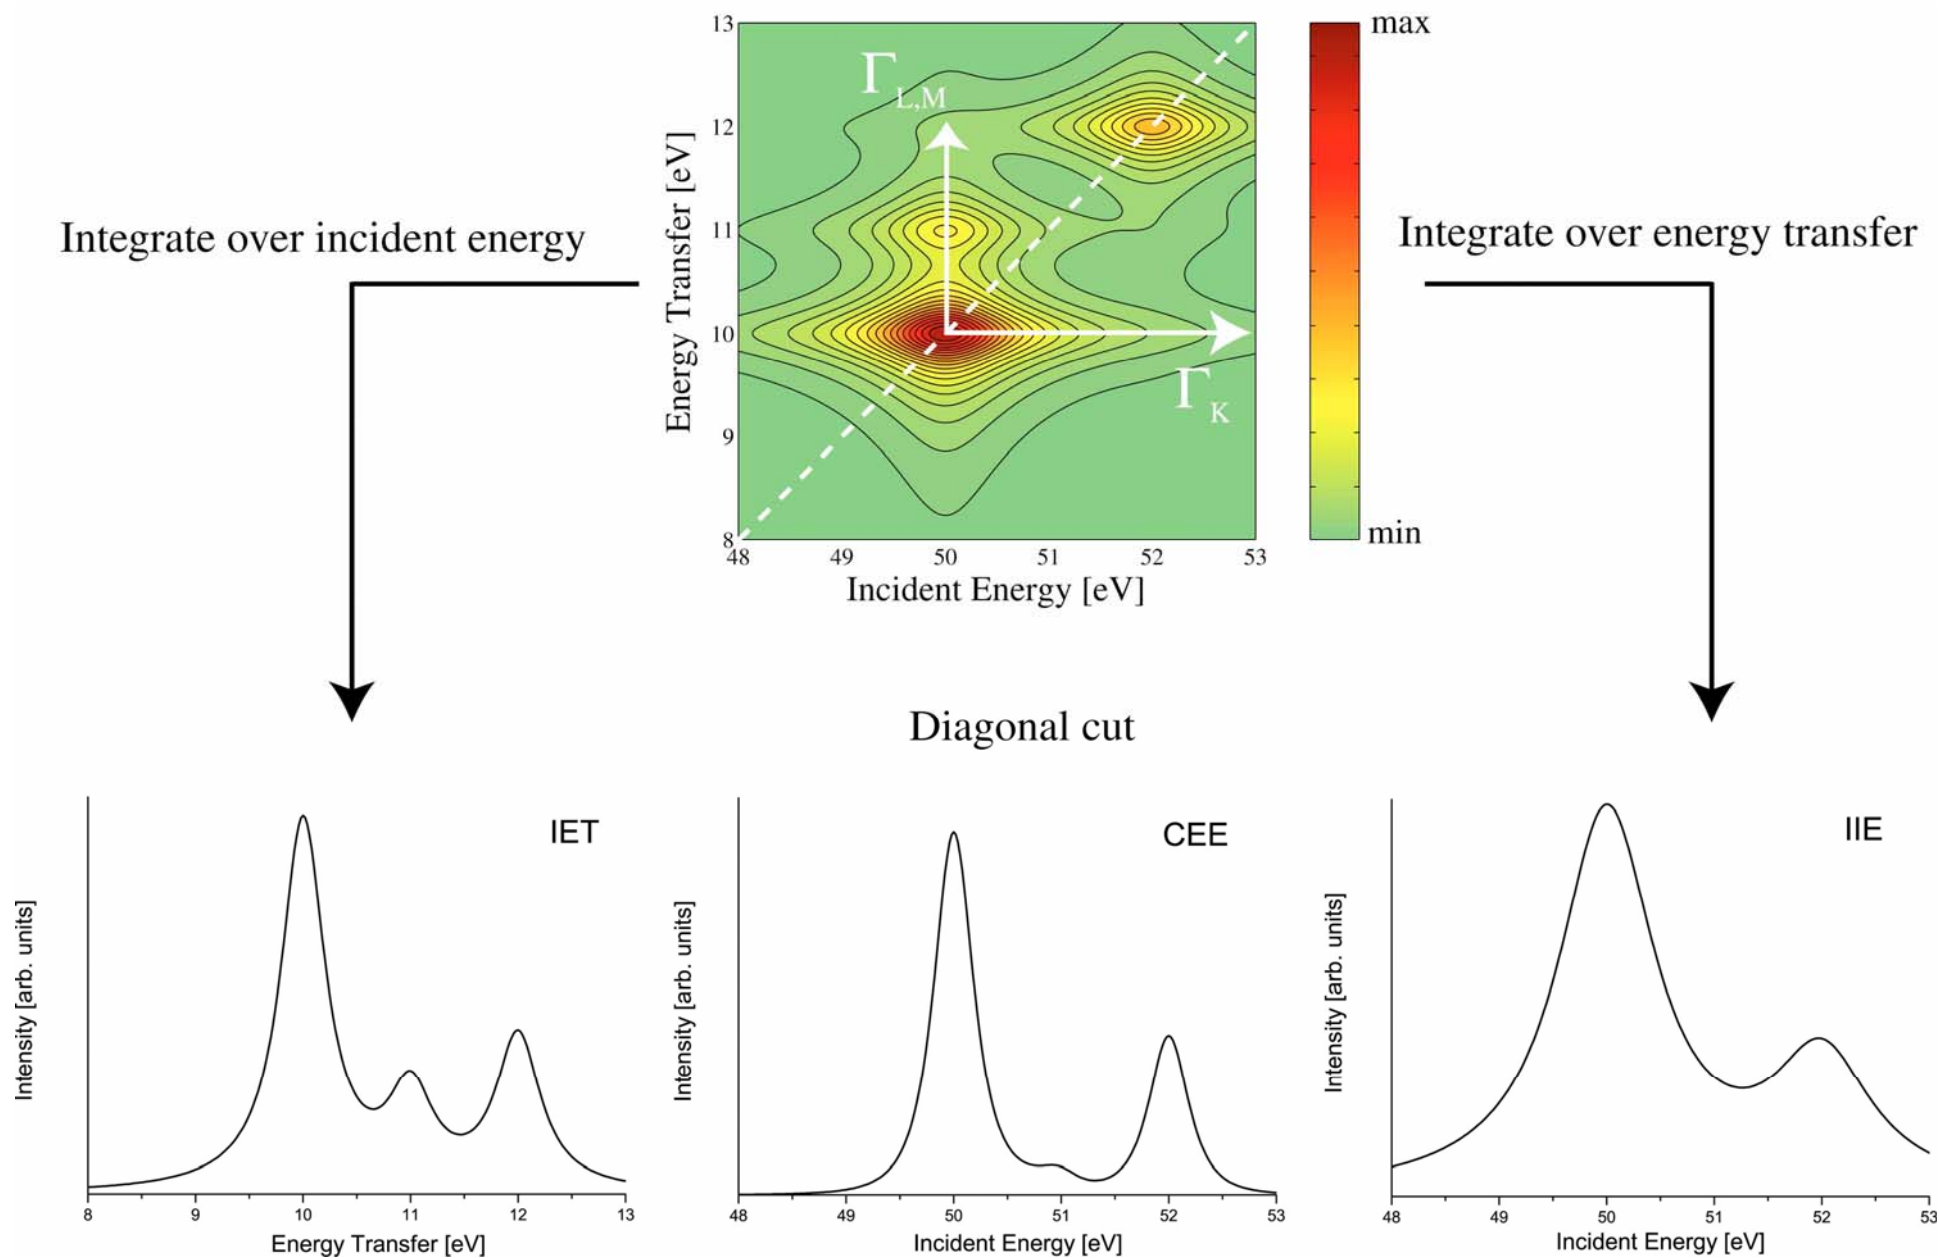 13
12
11
10
9
8
Energy Transfer [eV]
Γ L,M
Γ K
48 49 50 51 52 53
Incident Energy [eV]
max
min
Integrate over incident energy
Integrate over energy transfer
Diagonal cut
IET
Intensity [arb. units]
8 9 10 11 12 13
Energy Transfer [eV]
CEE
Intensity [arb. units]
48 49 50 51 52 53
Incident Energy [eV]
IIE
Intensity [arb. units]
48 49 50 51 52 53
Incident Energy [eV]